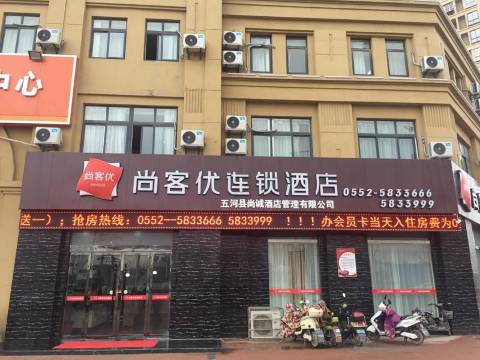 中心
尚客优
尚客优连锁酒店
0552-5833666
5833999
五河县尚诚酒店管理有限公司
送一）；抢房热线：0552—5833666 5833999 ！！！办会员卡当天入住房费为0